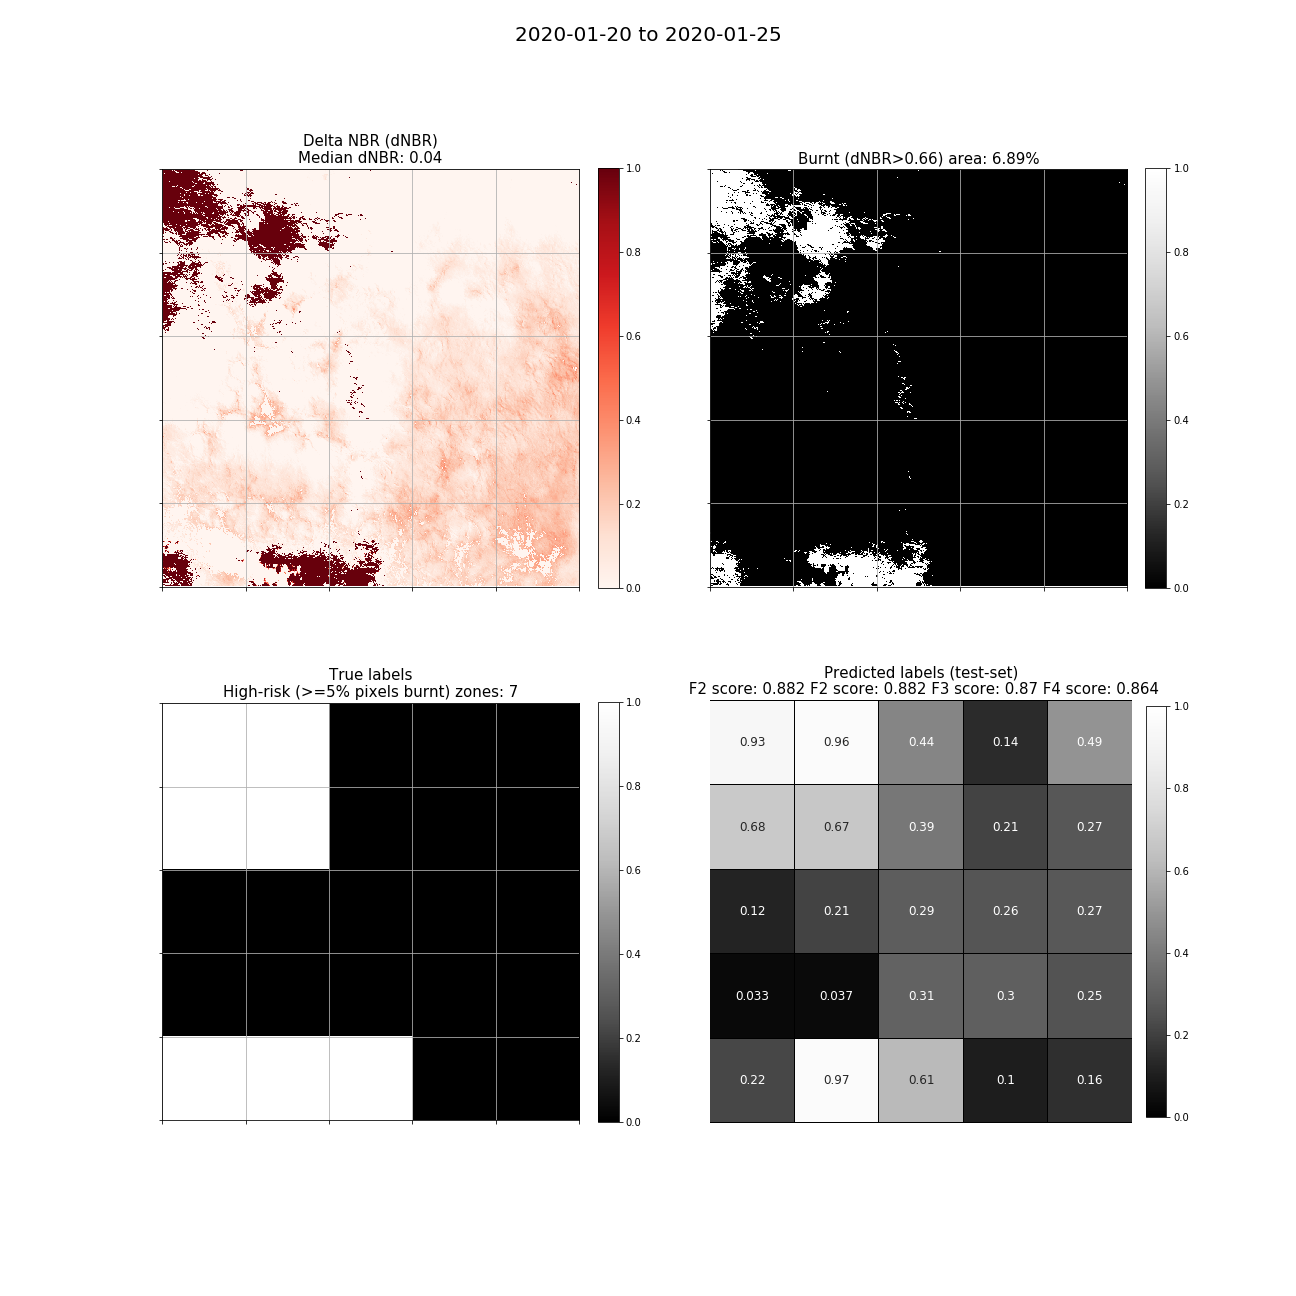 2020-01-20 to 2020-01-25
Delta NBR (dNBR)
Median dNBR: 0.04
1.0
0.8
0.6
0.4
0.2
0.0
Burnt (dNBR>0.66) area: 6.89%
1.0
0.8
0.6
0.4
0.2
0.0
True labels
High-risk (>=5% pixels burnt) zones: 7
1.0
0.8
0.6
0.4
0.2
0.0
Predicted labels (test-set)
F2 score: 0.882 F2 score: 0.882 F3 score: 0.87 F4 score: 0.864
0.93 0.96 0.44 0.14 0.49
0.68 0.67 0.39 0.21 0.27
0.12 0.21 0.29 0.26 0.27
0.033 0.037 0.31 0.3 0.25
0.22 0.97 0.61 0.1 0.16
1.0
0.8
0.6
0.4
0.2
0.0